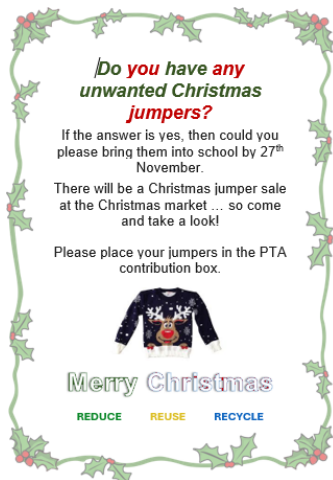 Do you have any
unwanted Christmas
jumpers?
If the answer is yes, then could you
please bring them into school by 27th
November.
There will be a Christmas jumper sale
at the Christmas market … so come
and take a look!
Please place your jumpers in the PTA
contribution box.
Merry Christmas
REDUCE REUSE RECYCLE